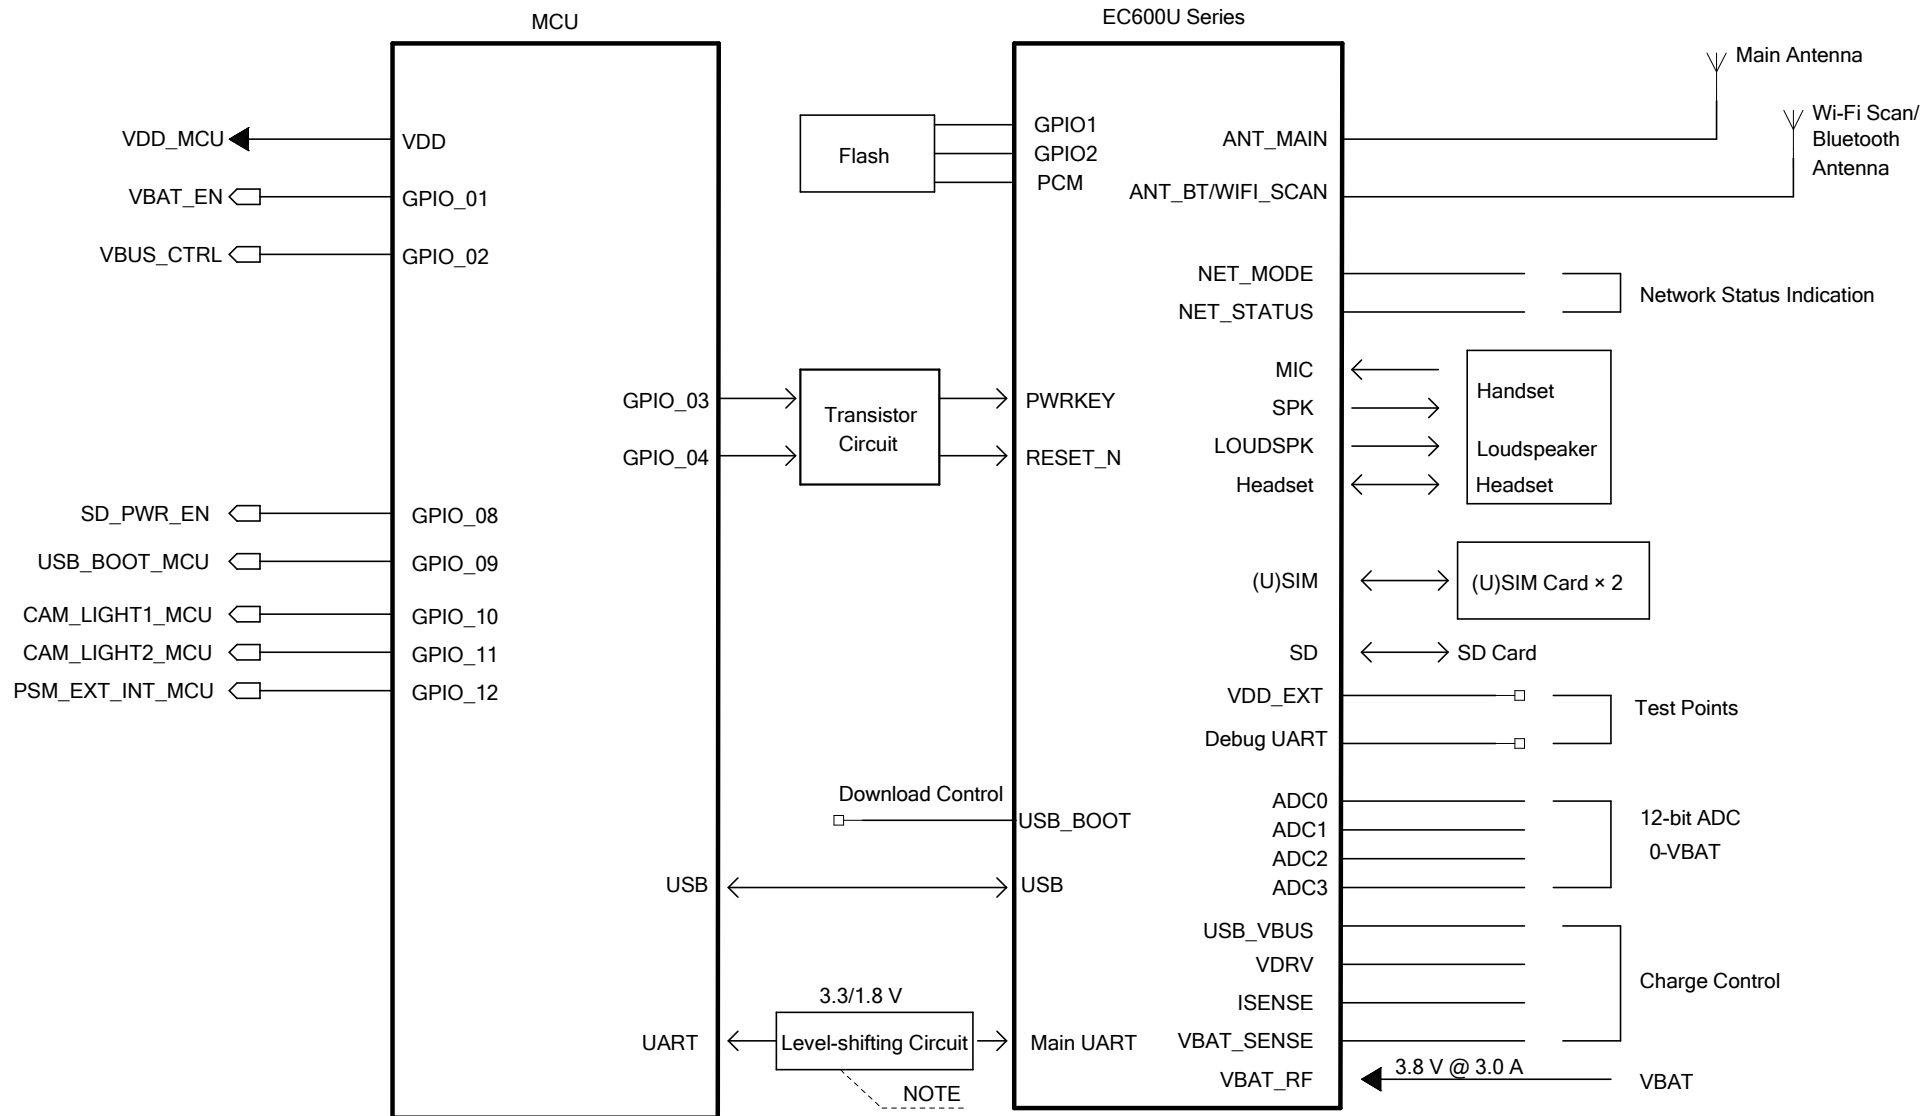 MCU
EC600U Series
VDD_MCU
VBAT_EN
VBUS_CTRL
SD_PWR_EN
USB_BOOT_MCU
CAM_LIGHT1_MCU
CAM_LIGHT2_MCU
PSM_EXT_INT_MCU
VDD
GPIO_01
GPIO_02
GPIO_08
GPIO_09
GPIO_10
GPIO_11
GPIO_12
GPIO_03
GPIO_04
USB
UART
Flash
Transistor
Circuit
Download Control
3.3/1.8 V
Level-shifting Circuit
NOTE
GPIO1
GPIO2
PCM
PWRKEY
RESET_N
USB_BOOT
USB
Main UART
ANT_MAIN
ANT_BT/WIFI_SCAN
NET_MODE
NET_STATUS
MIC
SPK
LOUDSPK
Headset
(U)SIM
SD
VDD_EXT
Debug UART
ADC0
ADC1
ADC2
ADC3
USB_VBUS
VDRV
ISENSE
VBAT_SENSE
VBAT_RF
Main Antenna
Wi-Fi Scan/
Bluetooth
Antenna
Network Status Indication
Handset
Loudspeaker
Headset
(U)SIM Card × 2
SD Card
Test Points
12-bit ADC
0-VBAT
Charge Control
3.8 V @ 3.0 A
VBAT